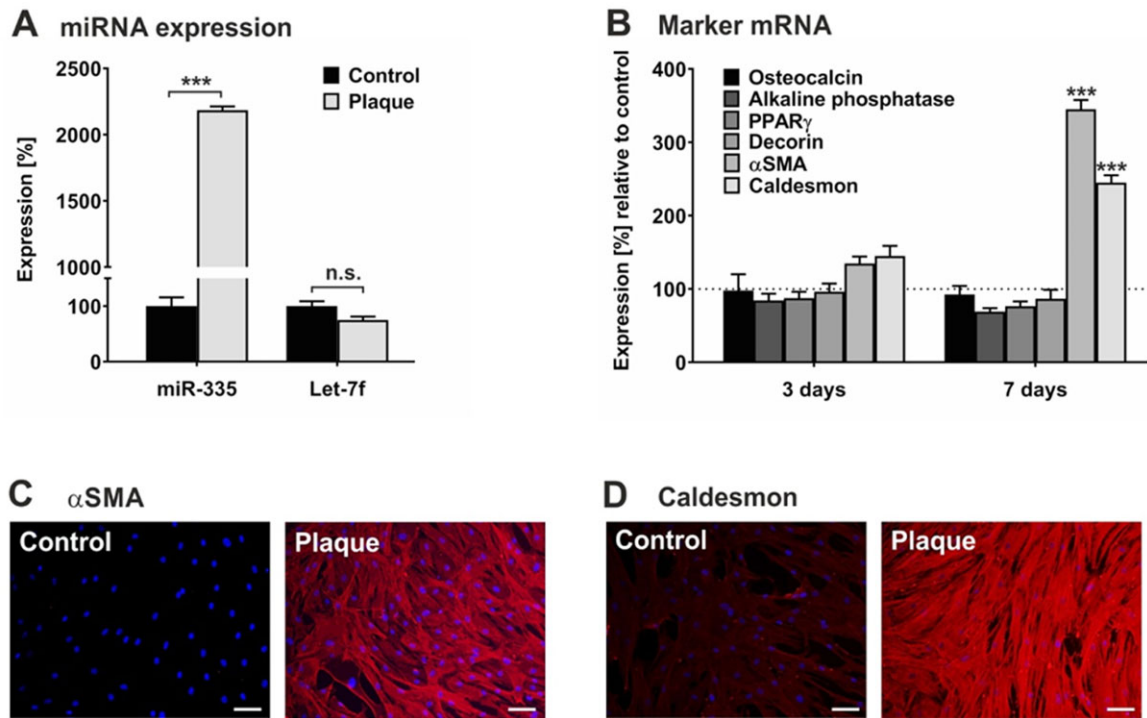 A miRNA expression
Expression [%]
2500
2000
1500
1000
100
0
***
n.s.
Control
Plaque
miR-335
Let-7f
B Marker mRNA
Expression [%] relative to control
400
300
200
100
0
Osteocalcin
Alkaline phosphatase
PPARγ
Decorin
αSMA
Caldesmon
***
***
3 days
7 days
C αSMA
Control
Plaque
D Caldesmon
Control
Plaque